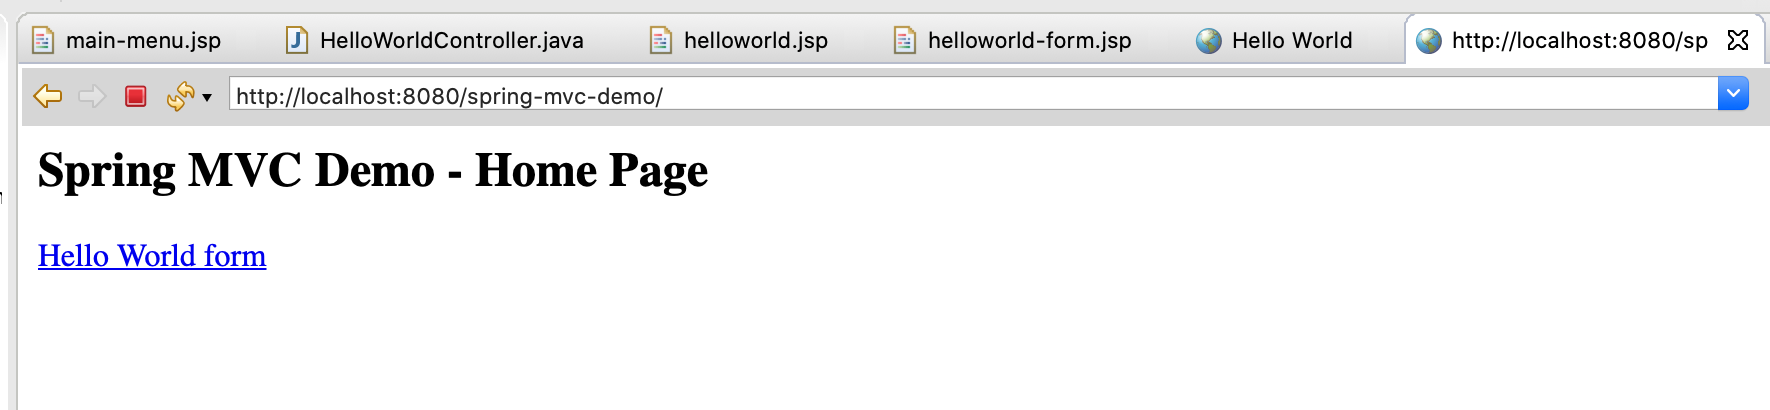 main-menu.jsp HelloWorldController.java helloworld.jsp helloworld-form.jsp Hello World http://localhost:8080/sp
http://localhost:8080/spring-mvc-demo/
Spring MVC Demo - Home Page
Hello World form